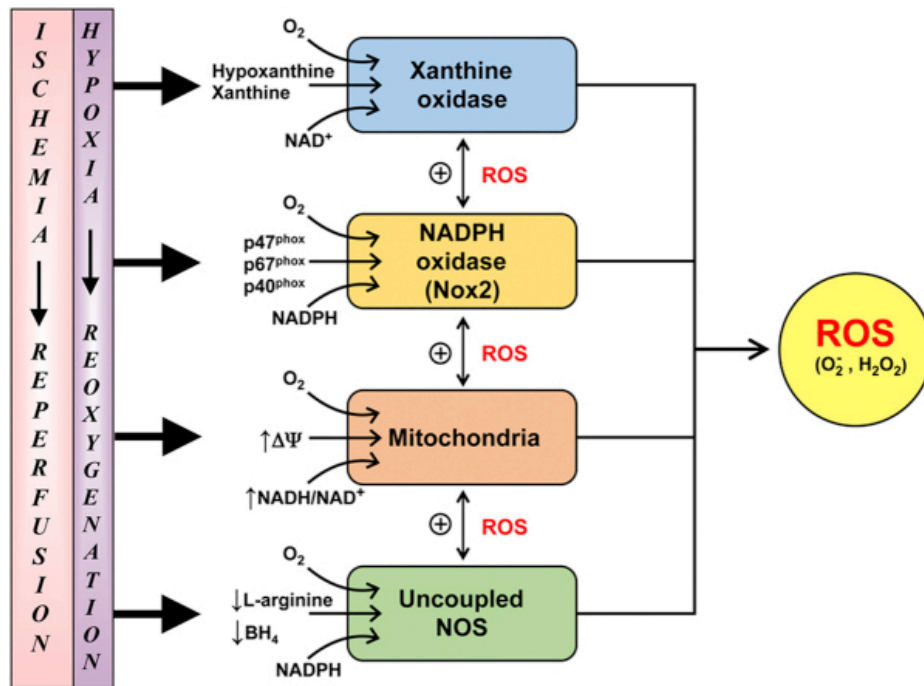 ISCHEMIA → REPERFUSION
HYPOXIA → REOXYGENATION
O₂
Hypoxanthine
Xanthine
NAD⁺
Xanthine
oxidase
⊕ ROS
O₂
p47ᵖʰᵒˣ
p67ᵖʰᵒˣ
p40ᵖʰᵒˣ
NADPH
NADPH
oxidase
(Nox2)
⊕ ROS
O₂
↑ΔΨ
↑NADH/NAD⁺
Mitochondria
⊕ ROS
O₂
↓L-arginine
↓BH₄
NADPH
Uncoupled
NOS
ROS
(O₂⁻, H₂O₂)